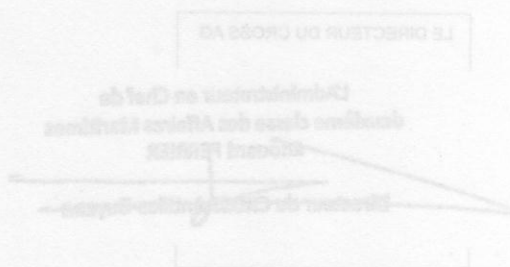 LE DIRECTEUR DU CROSS AG
L'Administrateur en Chef de
deuxième classe des Affaires Maritimes
FERRIER
Directeur du CROSS Antilles-Guyane